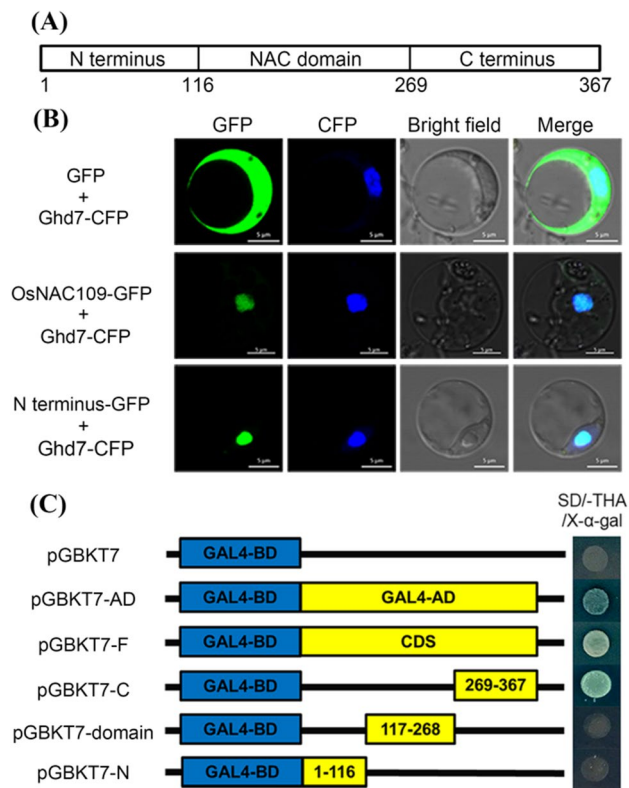 (A)
N terminus NAC domain C terminus
1 116 269 367
(B)
GFP CFP Bright field Merge
GFP
+
Ghd7-CFP
5 μm 5 μm 5 μm 5 μm
OsNAC109-GFP
+
Ghd7-CFP
5 μm 5 μm 5 μm 5 μm
N terminus-GFP
+
Ghd7-CFP
5 μm 5 μm 5 μm 5 μm
(C)
SD/-THA
/X-α-gal
pGBKT7 GAL4-BD
pGBKT7-AD GAL4-BD GAL4-AD
pGBKT7-F GAL4-BD CDS
pGBKT7-C GAL4-BD 269-367
pGBKT7-domain GAL4-BD 117-268
pGBKT7-N GAL4-BD 1-116